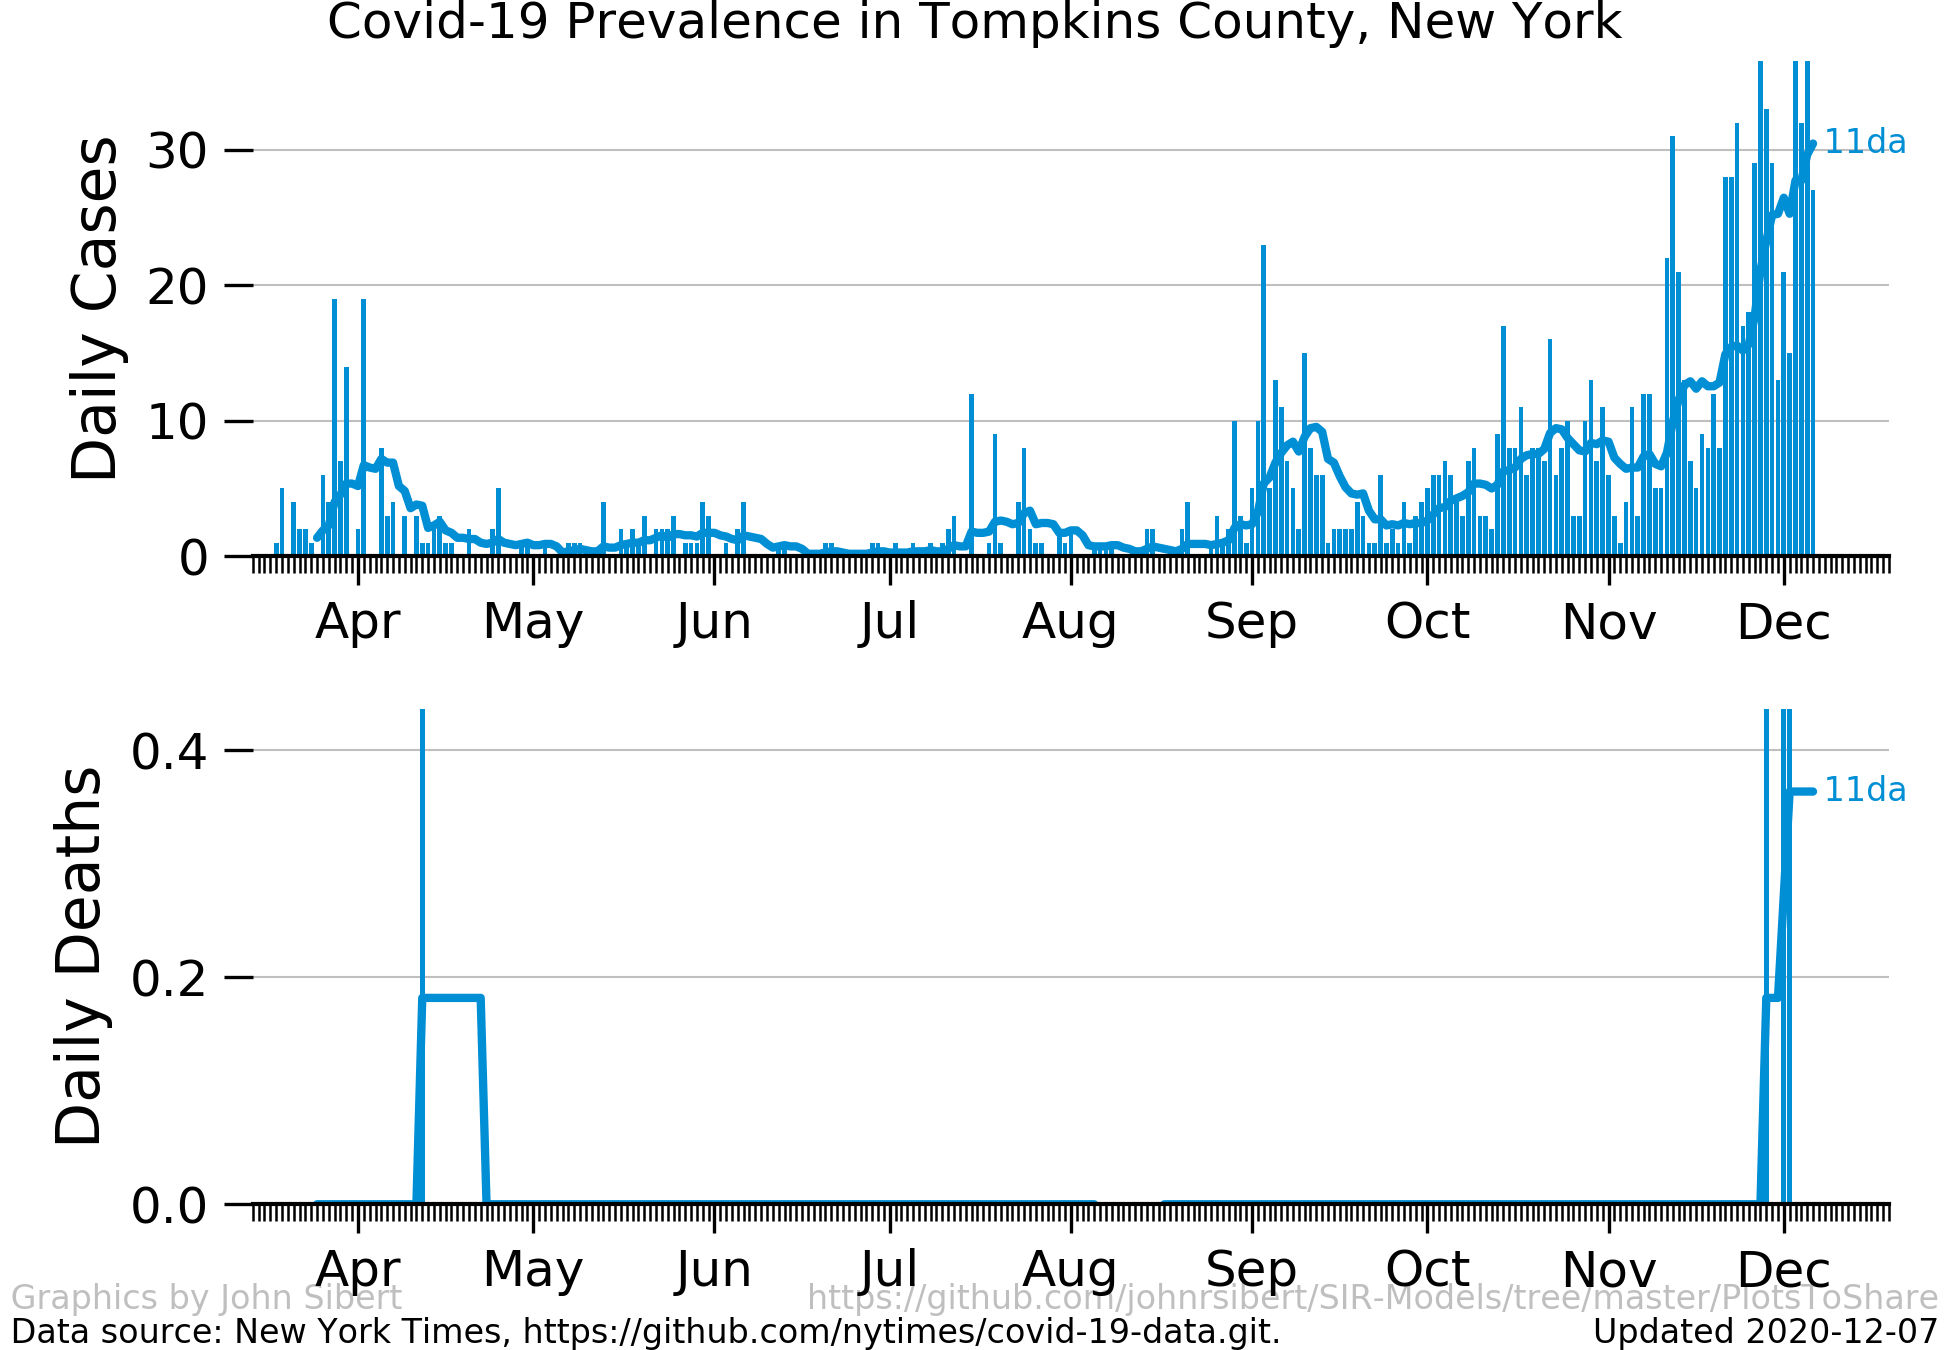 Covid-19 Prevalence in Tompkins County, New York
Daily Cases
30
20
10
0
11da
Apr May Jun Jul Aug Sep Oct Nov Dec
Daily Deaths
0.4
0.2
0.0
11da
Apr May Jun Jul Aug Sep Oct Nov Dec
Graphics by John Sibert https://github.com/johnrsibert/SIR-Models/tree/master/PlotsToShare
Data source: New York Times, https://github.com/nytimes/covid-19-data.git. Updated 2020-12-07